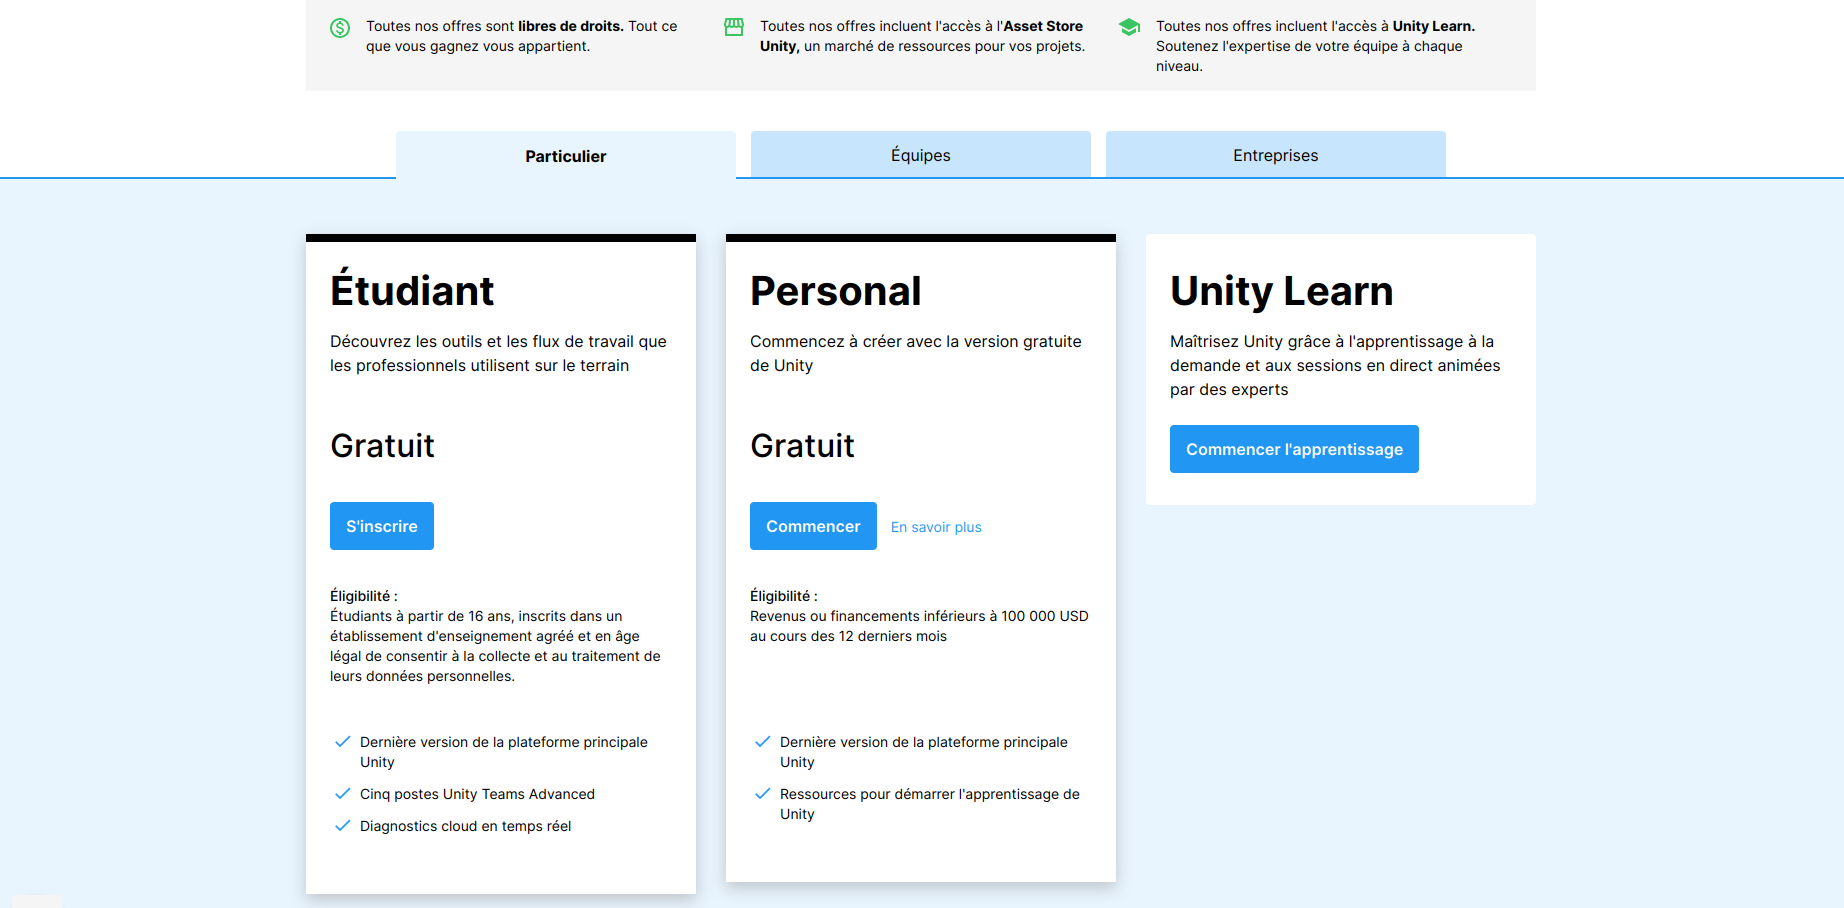 Toutes nos offres sont libres de droits. Tout ce
que vous gagnez vous appartient.
Toutes nos offres incluent l'accès à l'Asset Store
Unity, un marché de ressources pour vos projets.
Toutes nos offres incluent l'accès à Unity Learn.
Soutenez l'expertise de votre équipe à chaque
niveau.
Particulier
Équipes
Entreprises
Étudiant
Découvrez les outils et les flux de travail que
les professionnels utilisent sur le terrain
Gratuit
S'inscrire
Éligibilité :
Étudiants à partir de 16 ans, inscrits dans un
établissement d'enseignement agréé et en âge
légal de consentir à la collecte et au traitement de
leurs données personnelles.
Dernière version de la plateforme principale
Unity
Cinq postes Unity Teams Advanced
Diagnostics cloud en temps réel
Personal
Commencez à créer avec la version gratuite
de Unity
Gratuit
Commencer
En savoir plus
Éligibilité :
Revenus ou financements inférieurs à 100 000 USD
au cours des 12 derniers mois
Dernière version de la plateforme principale
Unity
Ressources pour démarrer l'apprentissage de
Unity
Unity Learn
Maîtrisez Unity grâce à l'apprentissage à la
demande et aux sessions en direct animées
par des experts
Commencer l'apprentissage